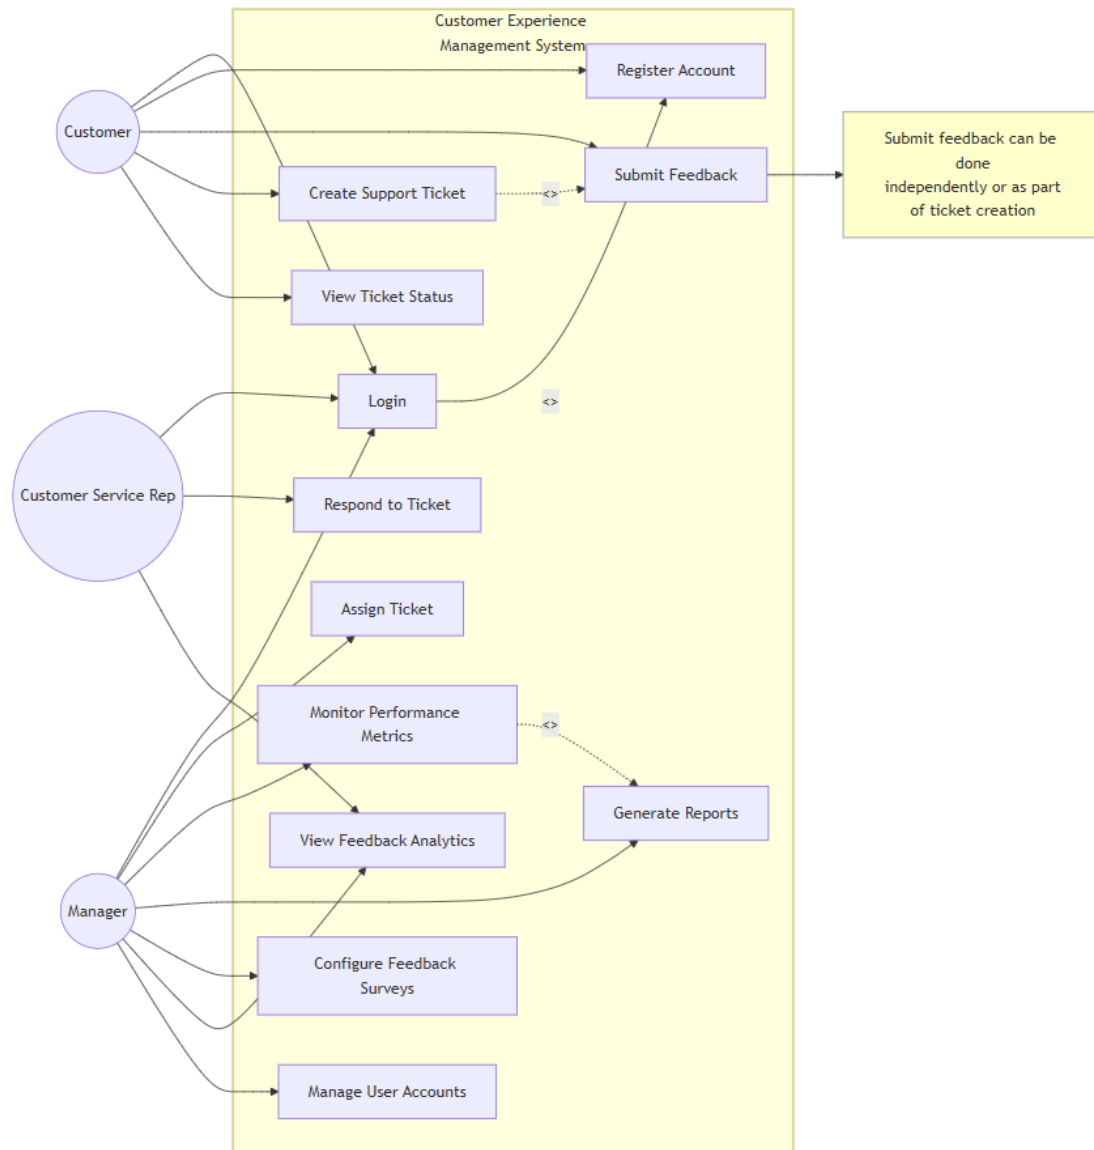 Customer Experience
Management System
Register Account
Customer
Submit Feedback
Submit feedback can be
done
independently or as part
of ticket creation
Create Support Ticket
<>
View Ticket Status
Login
<>
Customer Service Rep
Respond to Ticket
Assign Ticket
Monitor Performance
Metrics
<>
Generate Reports
View Feedback Analytics
Manager
Configure Feedback
Surveys
Manage User Accounts